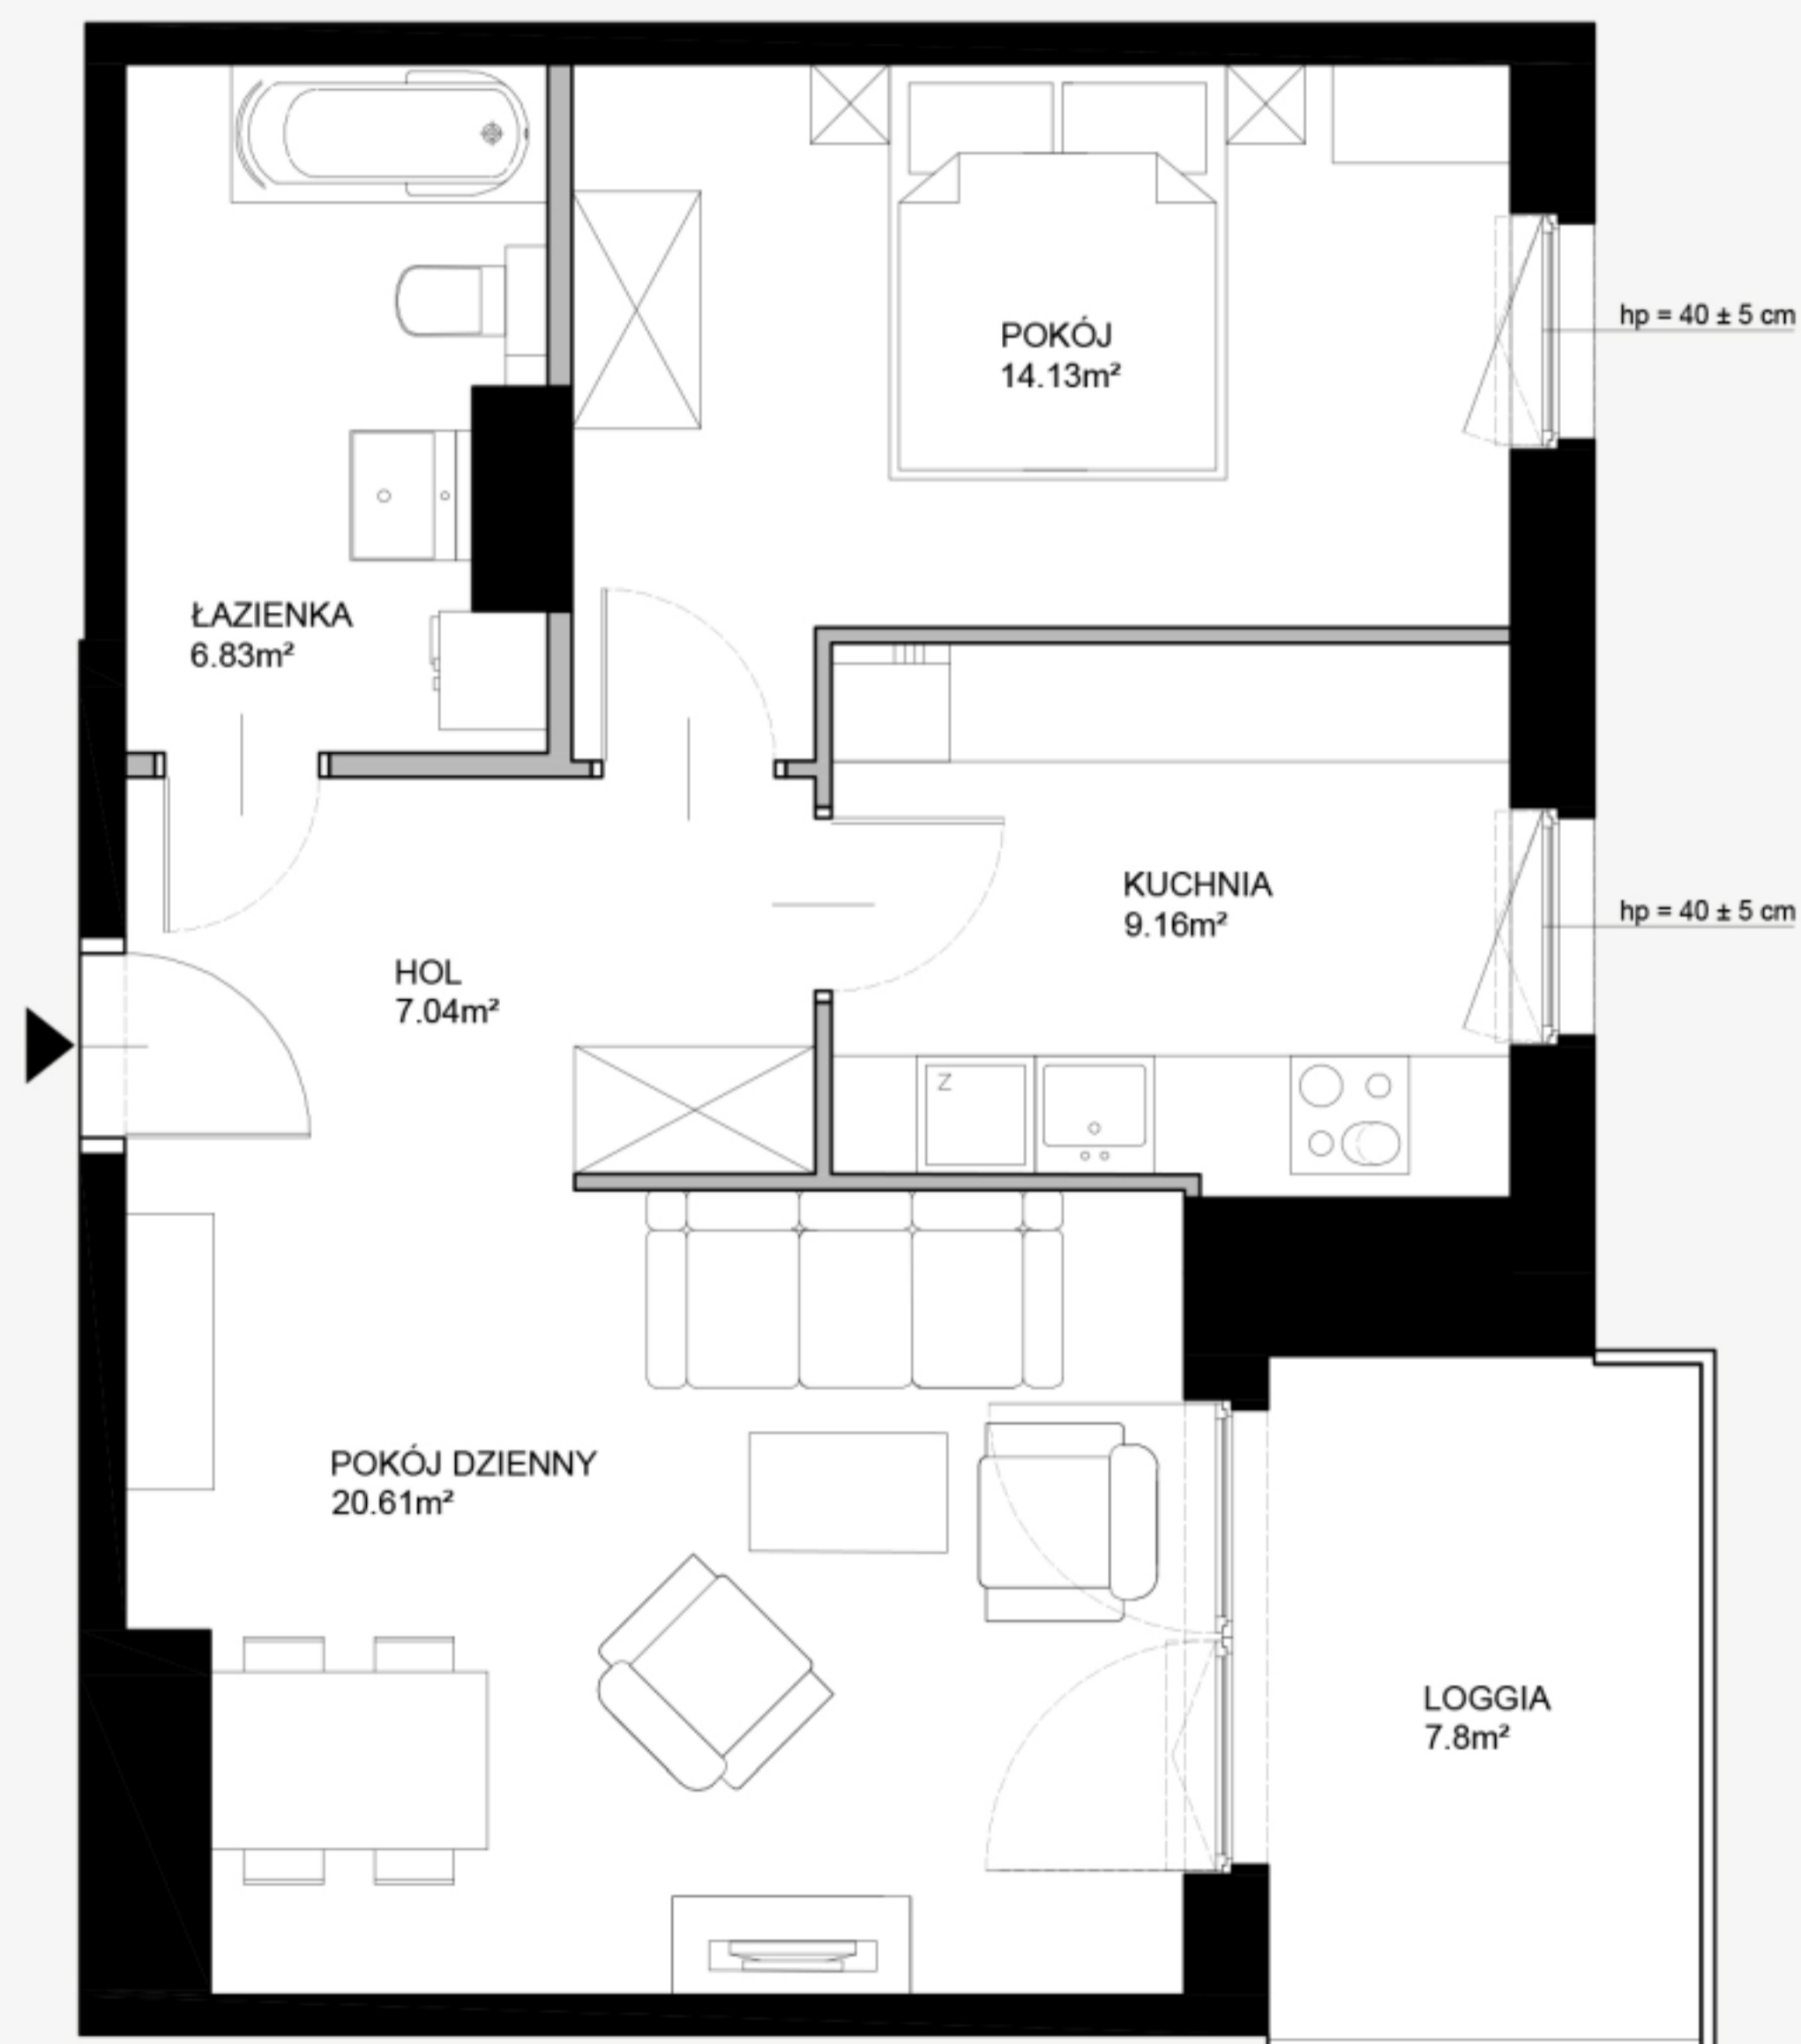 POKÓJ
14.13m²
hp = 40 ± 5 cm
ŁAZIENKA
6.83m²
KUCHNIA
9.16m²
hp = 40 ± 5 cm
HOL
7.04m²
Z
POKÓJ DZIENNY
20.61m²
LOGGIA
7.8m²